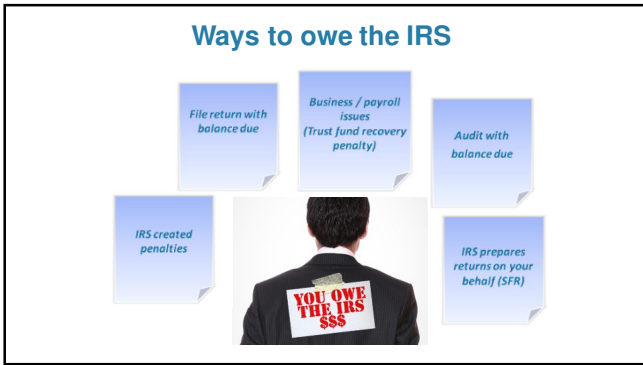 Ways to owe the IRS
File return with
balance due
Business / payroll
issues
(Trust fund recovery
penalty)
Audit with
balance due
IRS created
penalties
IRS prepares
returns on your
behalf (SFR)
YOU OWE
THE IRS
$$$